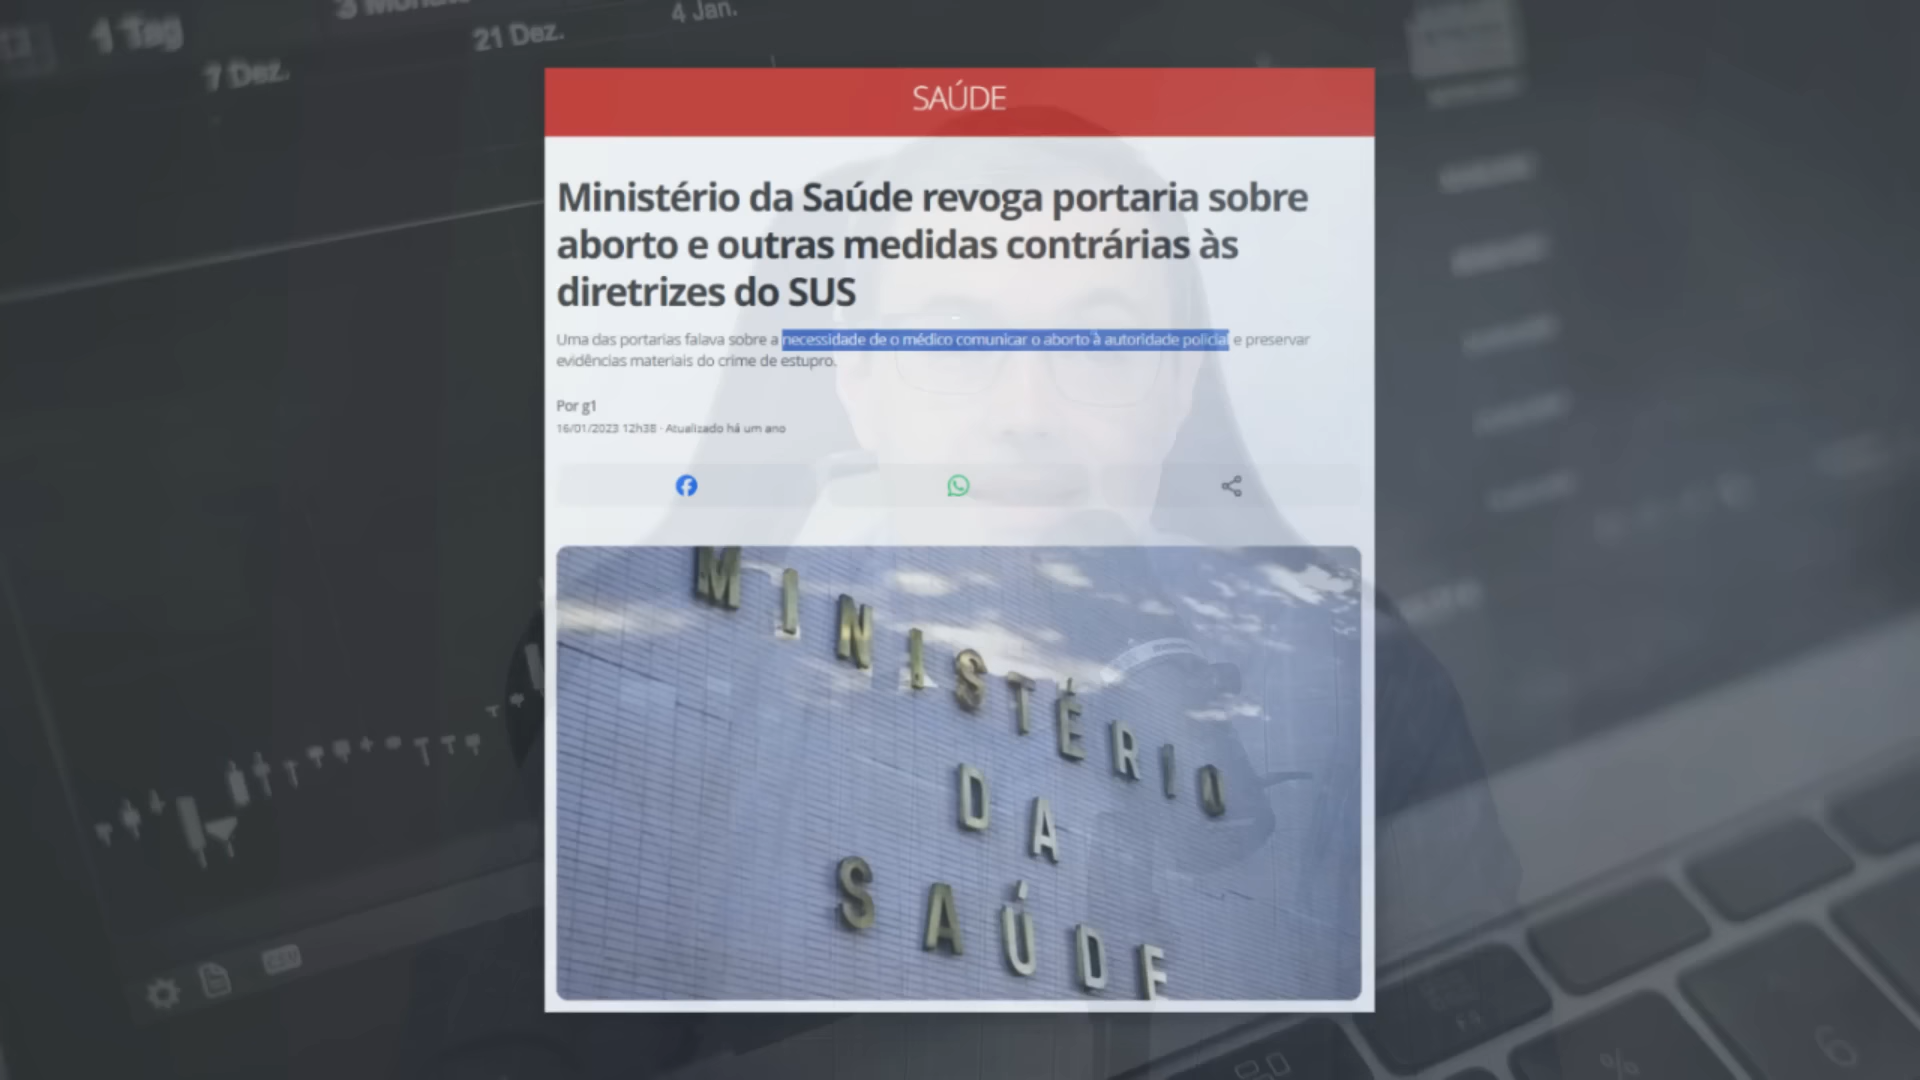 1 Tag
7 Dez.
21 Dez.
4 Jan.
SAÚDE
Ministério da Saúde revoga portaria sobre
aborto e outras medidas contrárias às
diretrizes do SUS
Uma das portarias falava sobre a necessidade de o médico comunicar o aborto à autoridade policial e preservar
evidências materiais do crime de estupro.
Por g1
16/01/2023 12h38 · Atualizado há um ano
MINISTÉRIO
DA
SAÚDE
CSV
%
6